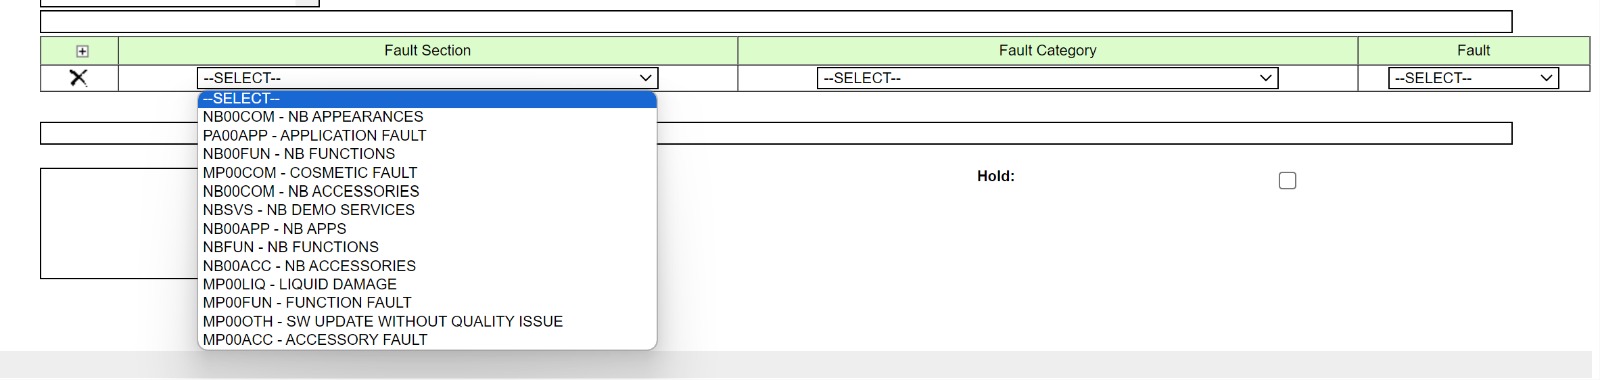 Fault Section Fault Category Fault
--SELECT-- --SELECT-- --SELECT--
--SELECT--
NB00COM - NB APPEARANCES
PA00APP - APPLICATION FAULT
NB00FUN - NB FUNCTIONS
MP00COM - COSMETIC FAULT
NB00COM - NB ACCESSORIES
NBSVS - NB DEMO SERVICES
NB00APP - NB APPS
NBFUN - NB FUNCTIONS
NB00ACC - NB ACCESSORIES
MP00LIQ - LIQUID DAMAGE
MP00FUN - FUNCTION FAULT
MP00OTH - SW UPDATE WITHOUT QUALITY ISSUE
MP00ACC - ACCESSORY FAULT
Hold: